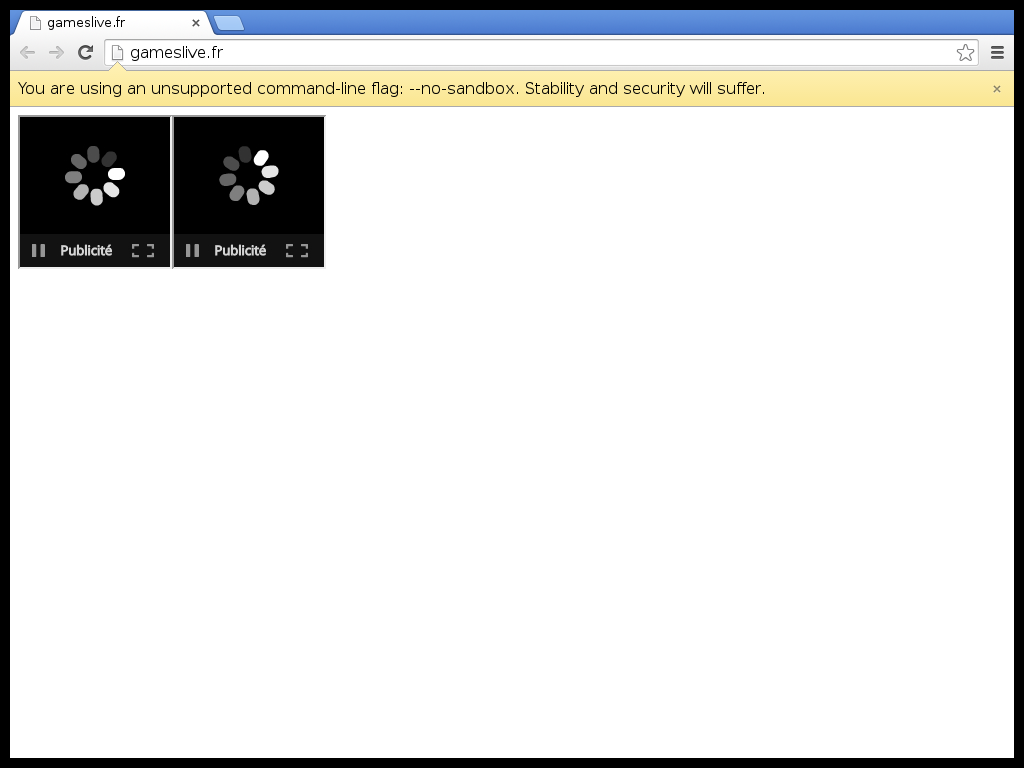 gameslive.fr
gameslive.fr
You are using an unsupported command-line flag: --no-sandbox. Stability and security will suffer.
Publicité Publicité